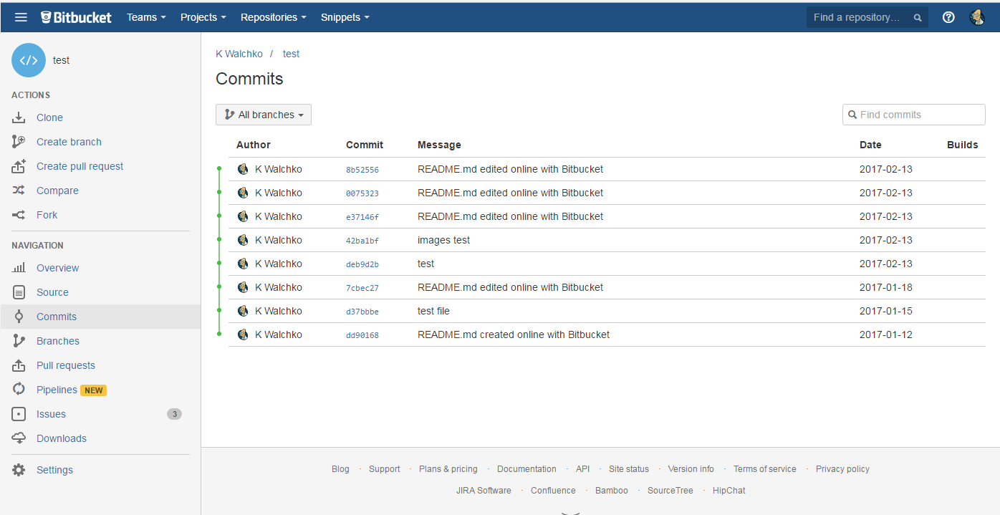 Bitbucket Teams Projects Repositories Snippets Find a repository...
</> test
ACTIONS
Clone
Create branch
Create pull request
Compare
Fork
NAVIGATION
Overview
Source
Commits
Branches
Pull requests
Pipelines NEW
Issues 3
Downloads
Settings
K Walchko / test
Commits
All branches Find commits
Author Commit Message Date Builds
K Walchko 8b52556 README.md edited online with Bitbucket 2017-02-13
K Walchko 0075323 README.md edited online with Bitbucket 2017-02-13
K Walchko e37146f README.md edited online with Bitbucket 2017-02-13
K Walchko 42ba1bf images test 2017-02-13
K Walchko deb9d2b test 2017-02-13
K Walchko 7cbec27 README.md edited online with Bitbucket 2017-01-18
K Walchko d37bbbe test file 2017-01-15
K Walchko dd90168 README.md created online with Bitbucket 2017-01-12
Blog · Support · Plans & pricing · Documentation · API · Site status · Version info · Terms of service · Privacy policy
JIRA Software · Confluence · Bamboo · SourceTree · HipChat